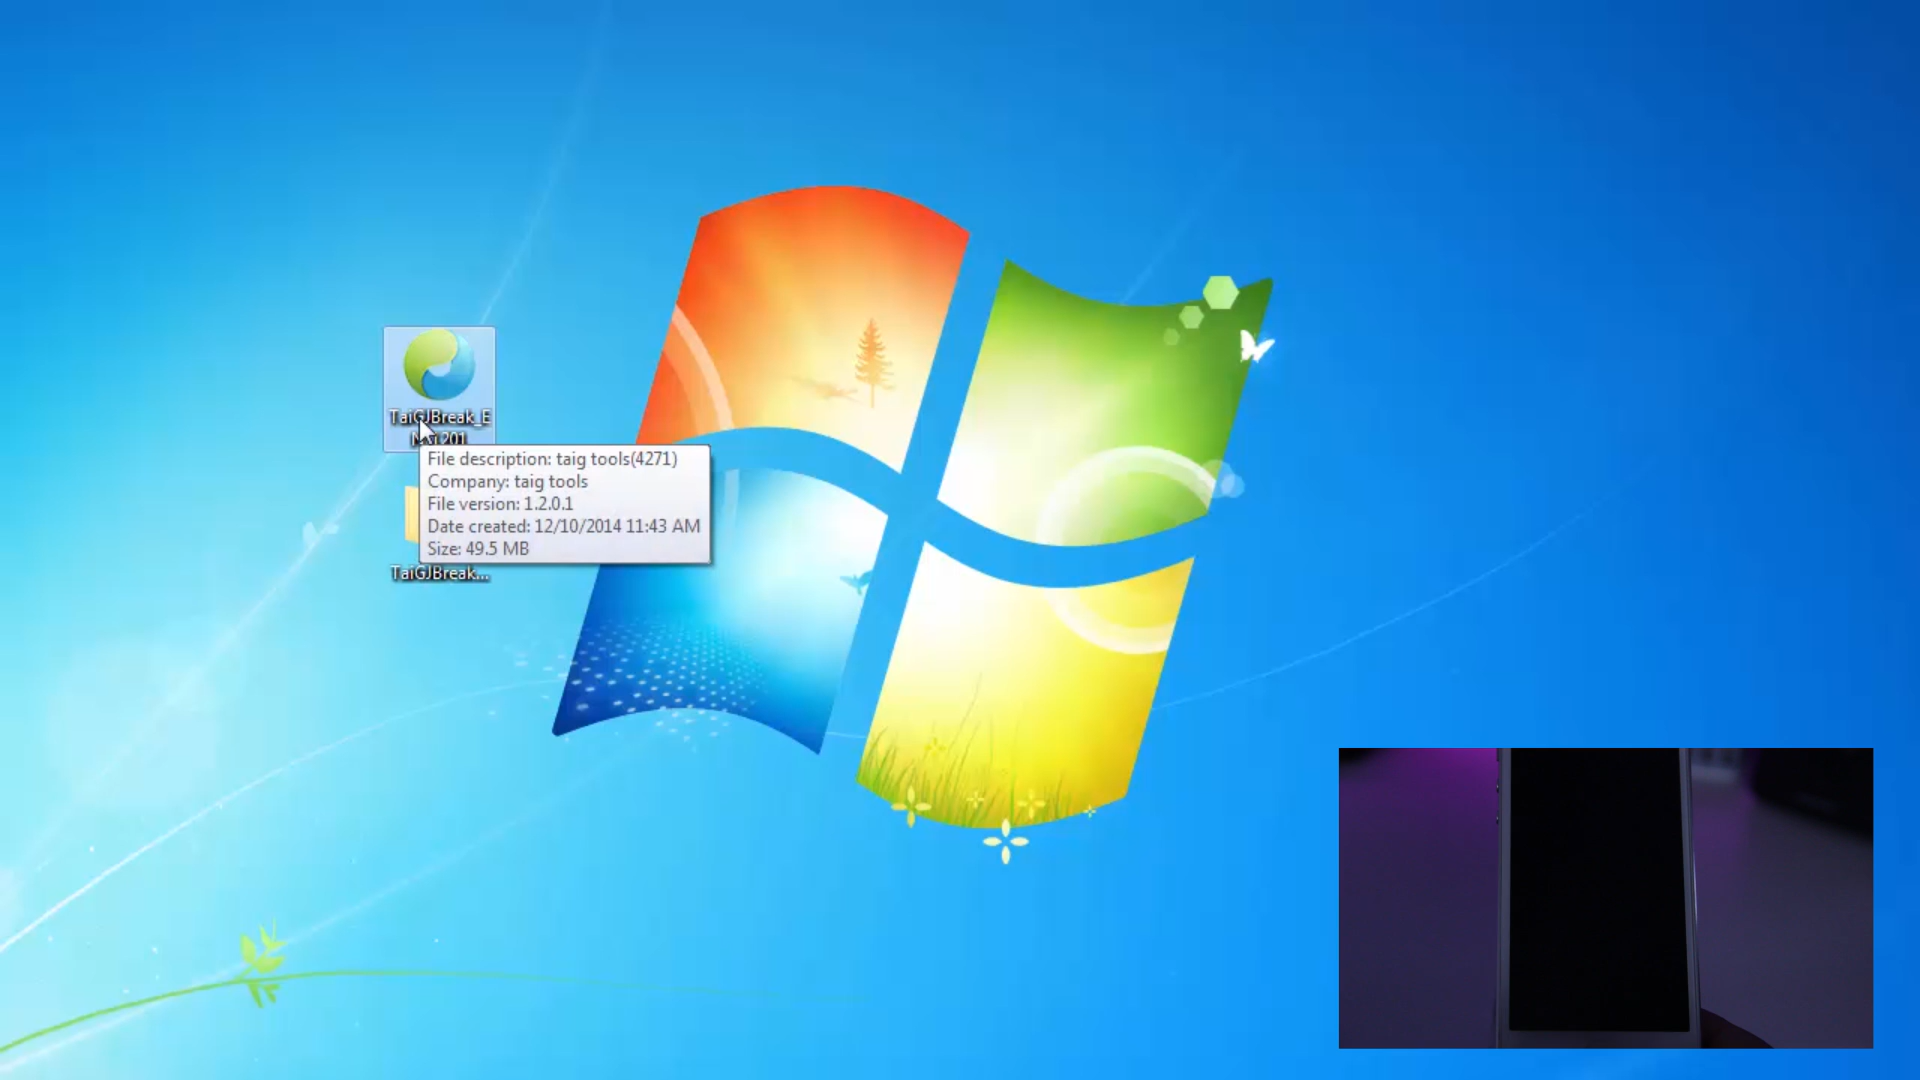 TaiGJBreak_E
File description: taig tools(4271)
Company: taig tools
File version: 1.2.0.1
Date created: 12/10/2014 11:43 AM
Size: 49.5 MB
TaiGJBreak...